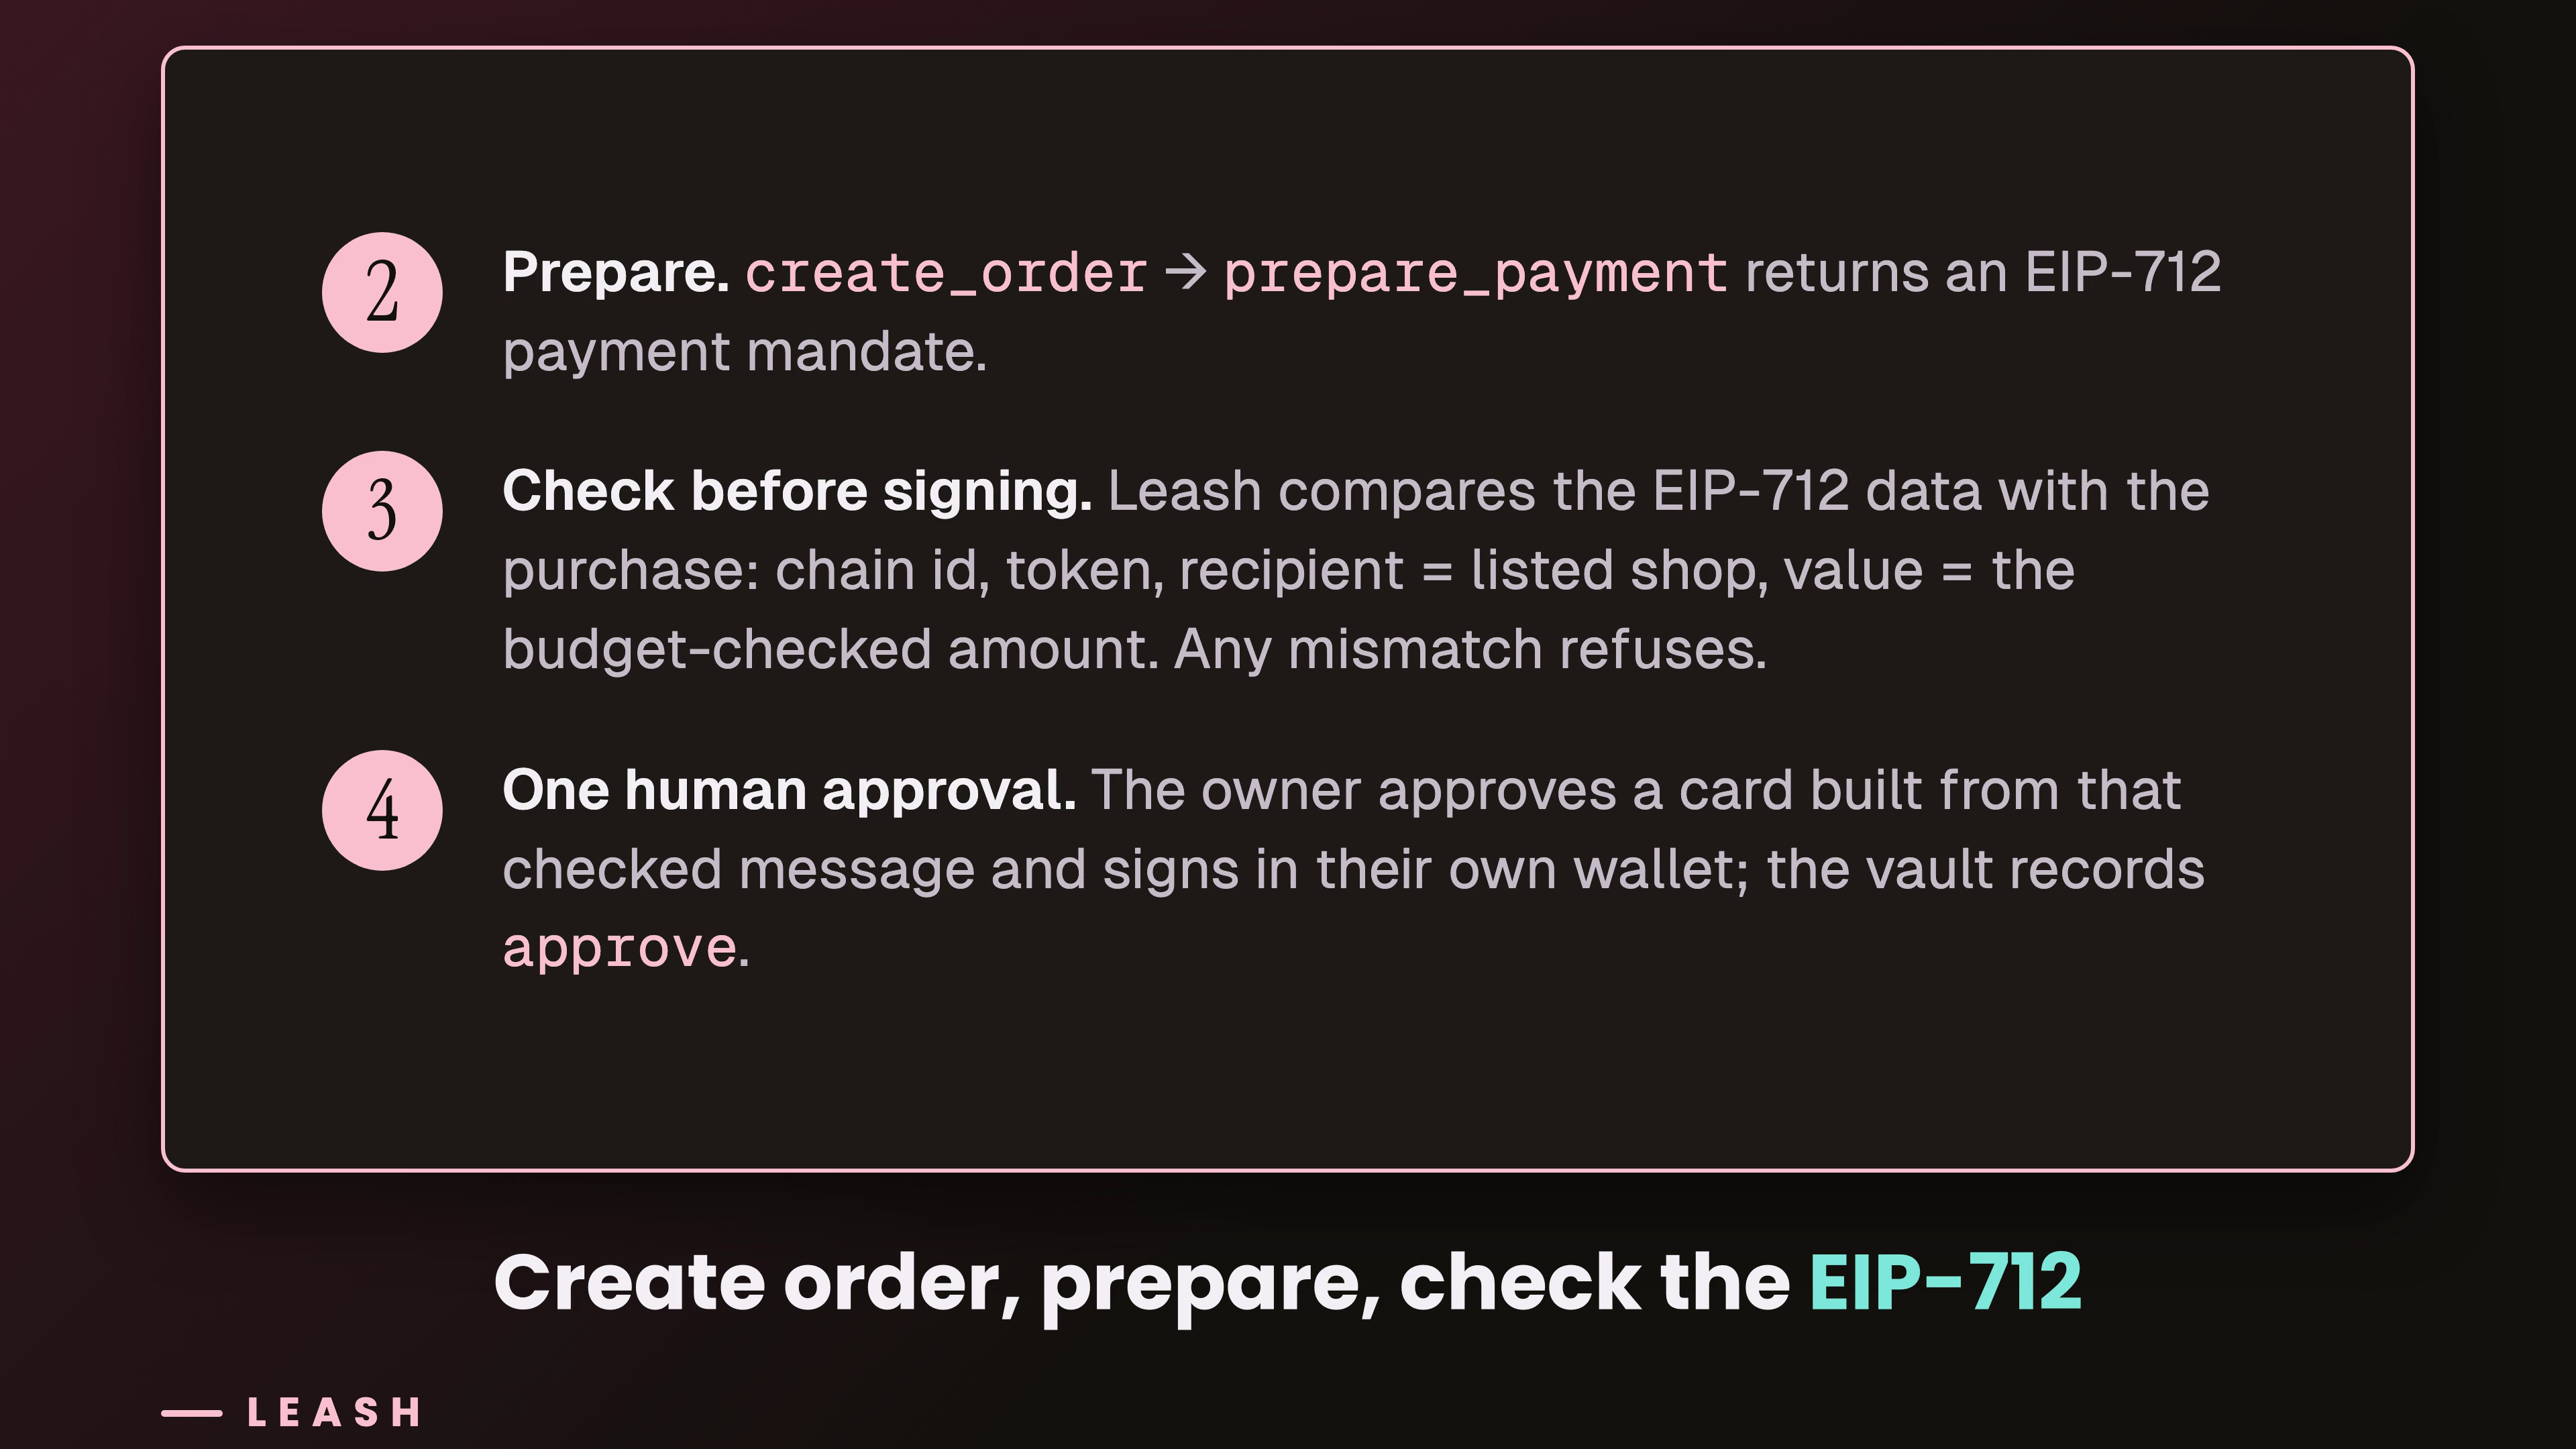 2
Prepare. create_order → prepare_payment returns an EIP-712
payment mandate.
3
Check before signing. Leash compares the EIP-712 data with the
purchase: chain id, token, recipient = listed shop, value = the
budget-checked amount. Any mismatch refuses.
4
One human approval. The owner approves a card built from that
checked message and signs in their own wallet; the vault records
approve.
Create order, prepare, check the EIP-712
LEASH